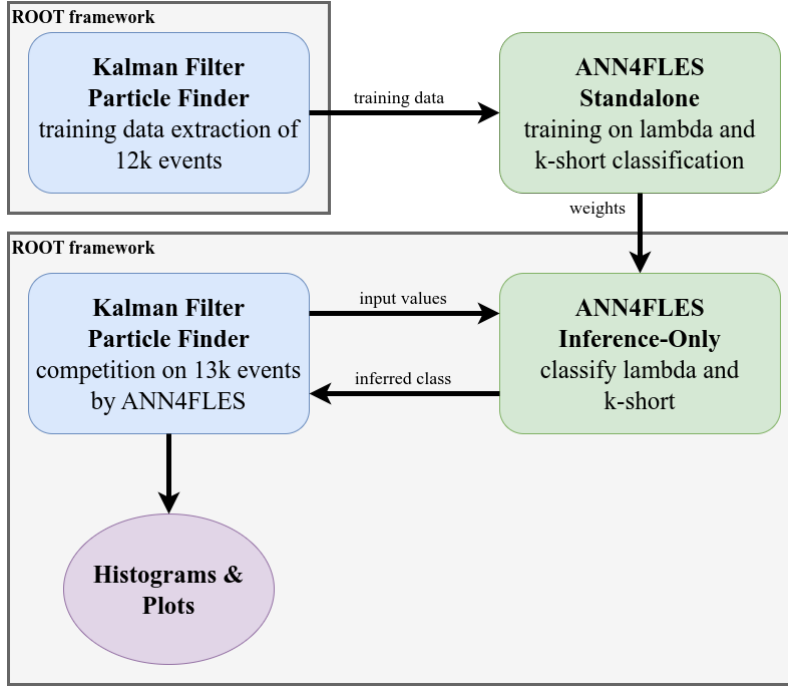 ROOT framework
Kalman Filter
Particle Finder
training data extraction of
12k events
training data
ANN4FLES
Standalone
training on lambda and
k-short classification
weights
ROOT framework
Kalman Filter
Particle Finder
competition on 13k events
by ANN4FLES
input values
inferred class
ANN4FLES
Inference-Only
classify lambda and
k-short
Histograms &
Plots